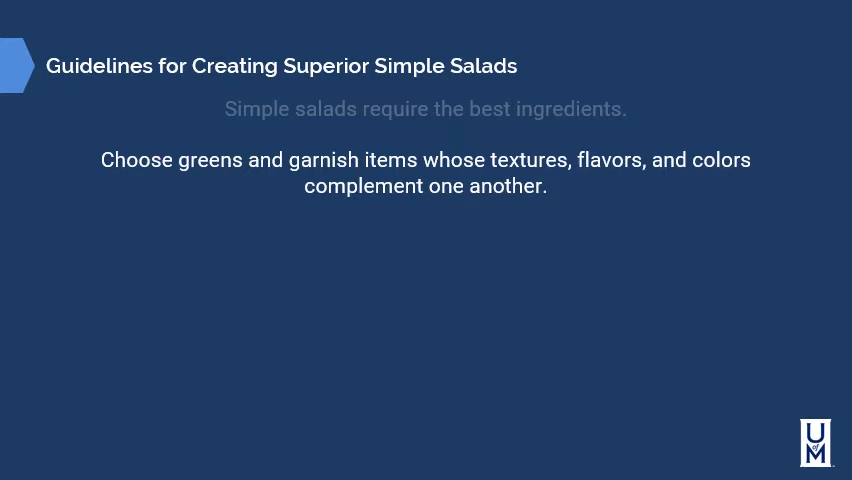 Guidelines for Creating Superior Simple Salads
Simple salads require the best ingredients.
Choose greens and garnish items whose textures, flavors, and colors
complement one another.
U
of
M